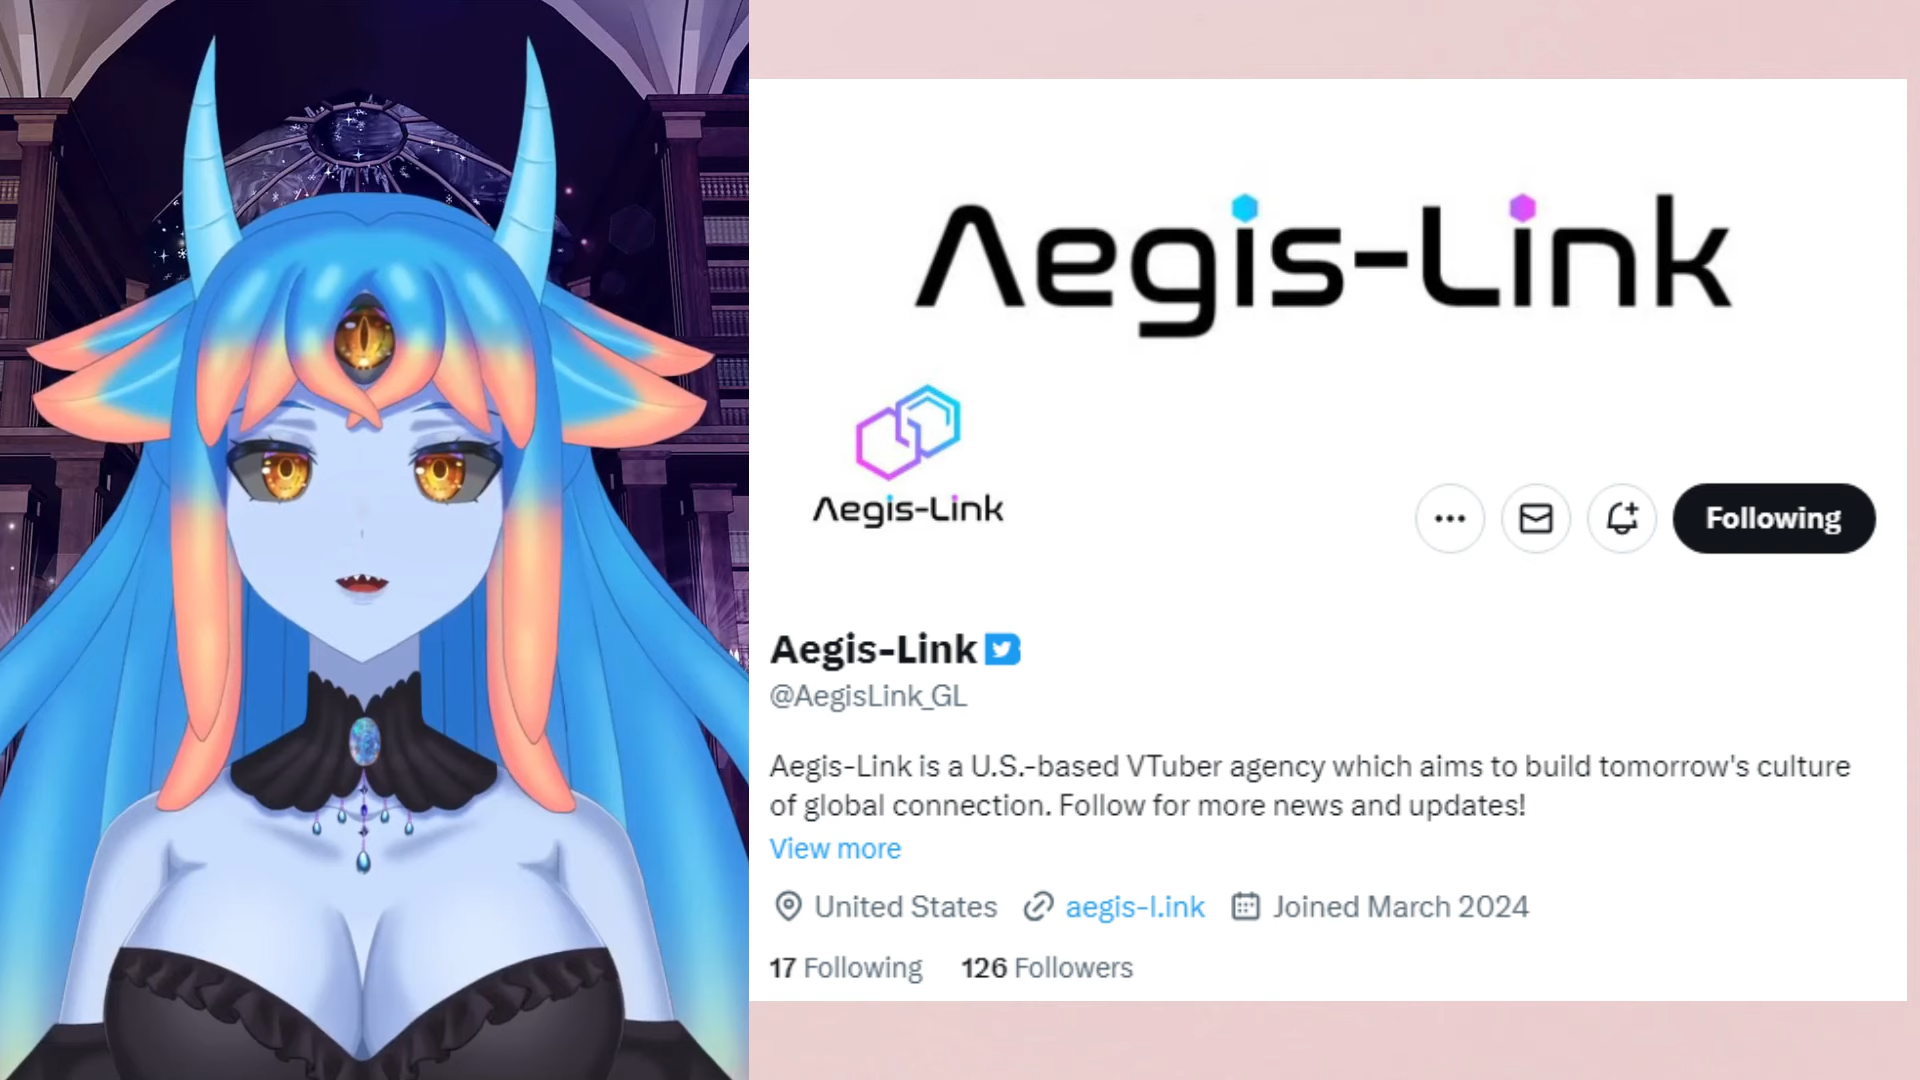 Aegis-Link
Aegis-Link
Following
Aegis-Link
@AegisLink_GL
Aegis-Link is a U.S.-based VTuber agency which aims to build tomorrow's culture
of global connection. Follow for more news and updates!
View more
United States aegis-l.ink Joined March 2024
17 Following 126 Followers